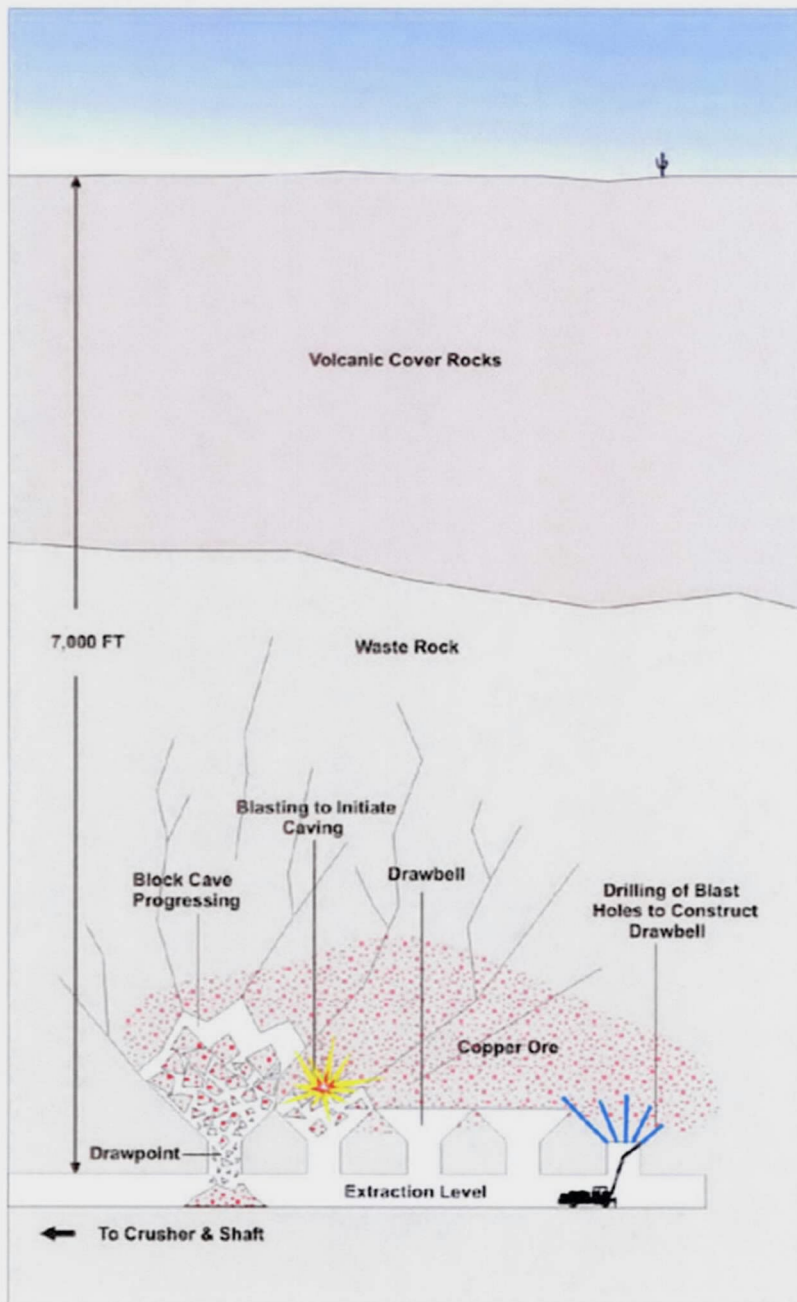 Volcanic Cover Rocks
7,000 FT
Waste Rock
Blasting to Initiate
Caving
Block Cave
Progressing
Drawbell
Drilling of Blast
Holes to Construct
Drawbell
Copper Ore
Drawpoint
Extraction Level
To Crusher & Shaft